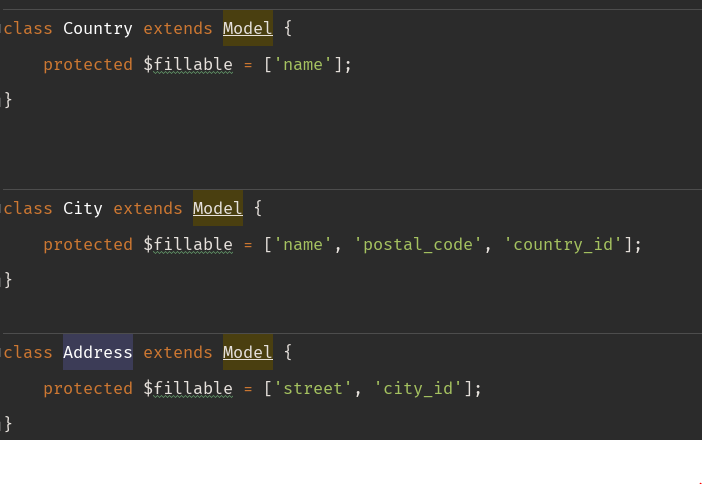 class Country extends Model {
    protected $fillable = ['name'];
}
class City extends Model {
    protected $fillable = ['name', 'postal_code', 'country_id'];
}
class Address extends Model {
    protected $fillable = ['street', 'city_id'];
}